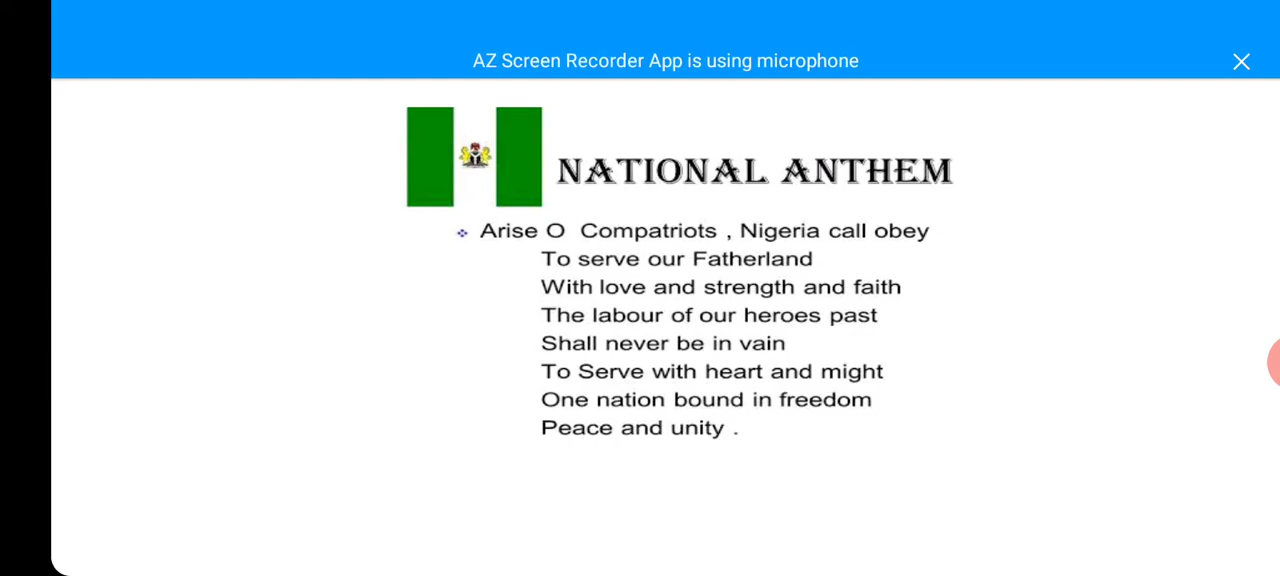 AZ Screen Recorder App is using microphone
NATIONAL ANTHEM
Arise O Compatriots , Nigeria call obey
To serve our Fatherland
With love and strength and faith
The labour of our heroes past
Shall never be in vain
To Serve with heart and might
One nation bound in freedom
Peace and unity .